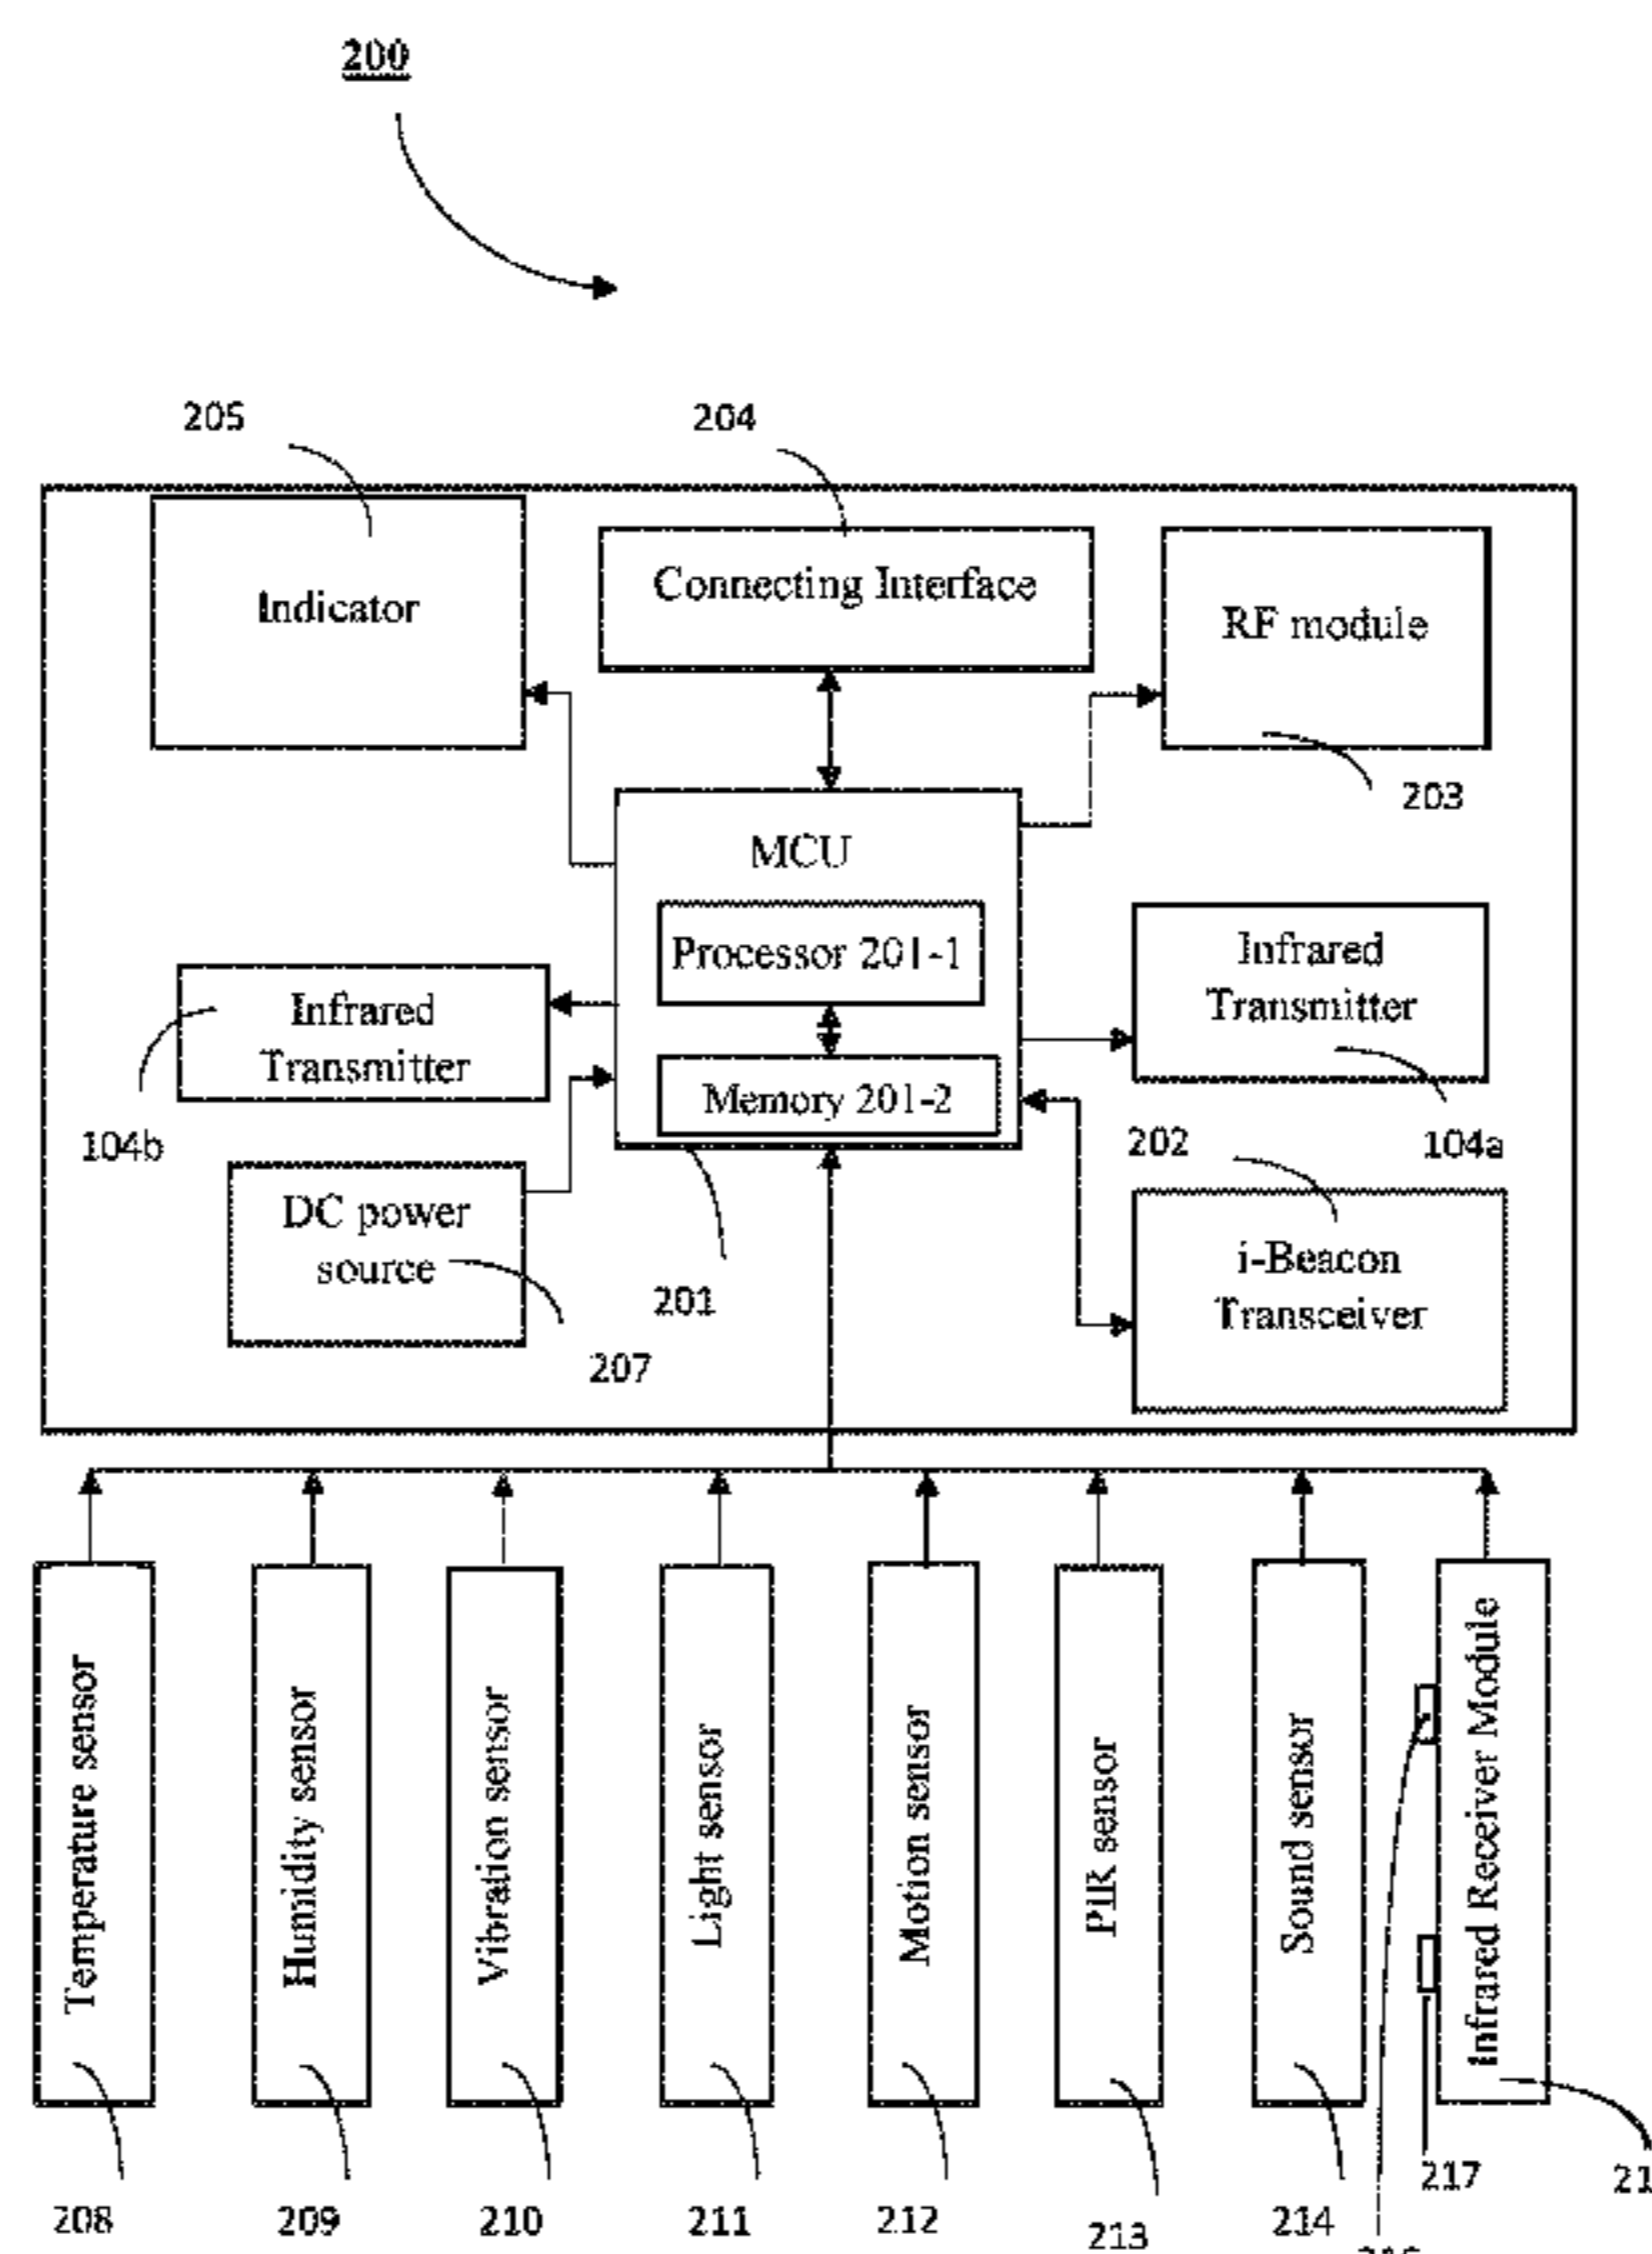 200
205
204
Indicator
Connecting Interface
RF module
203
MCU
Processor 201-1
Memory 201-2
Infrared
Transmitter
104b
Infrared
Transmitter
104a
DC power
source
207
201
202
i-Beacon
Transceiver
Temperature sensor
Humidity sensor
Vibration sensor
Light sensor
Motion sensor
PIR sensor
Sound sensor
Infrared Receiver Module
208
209
210
211
212
213
214
217